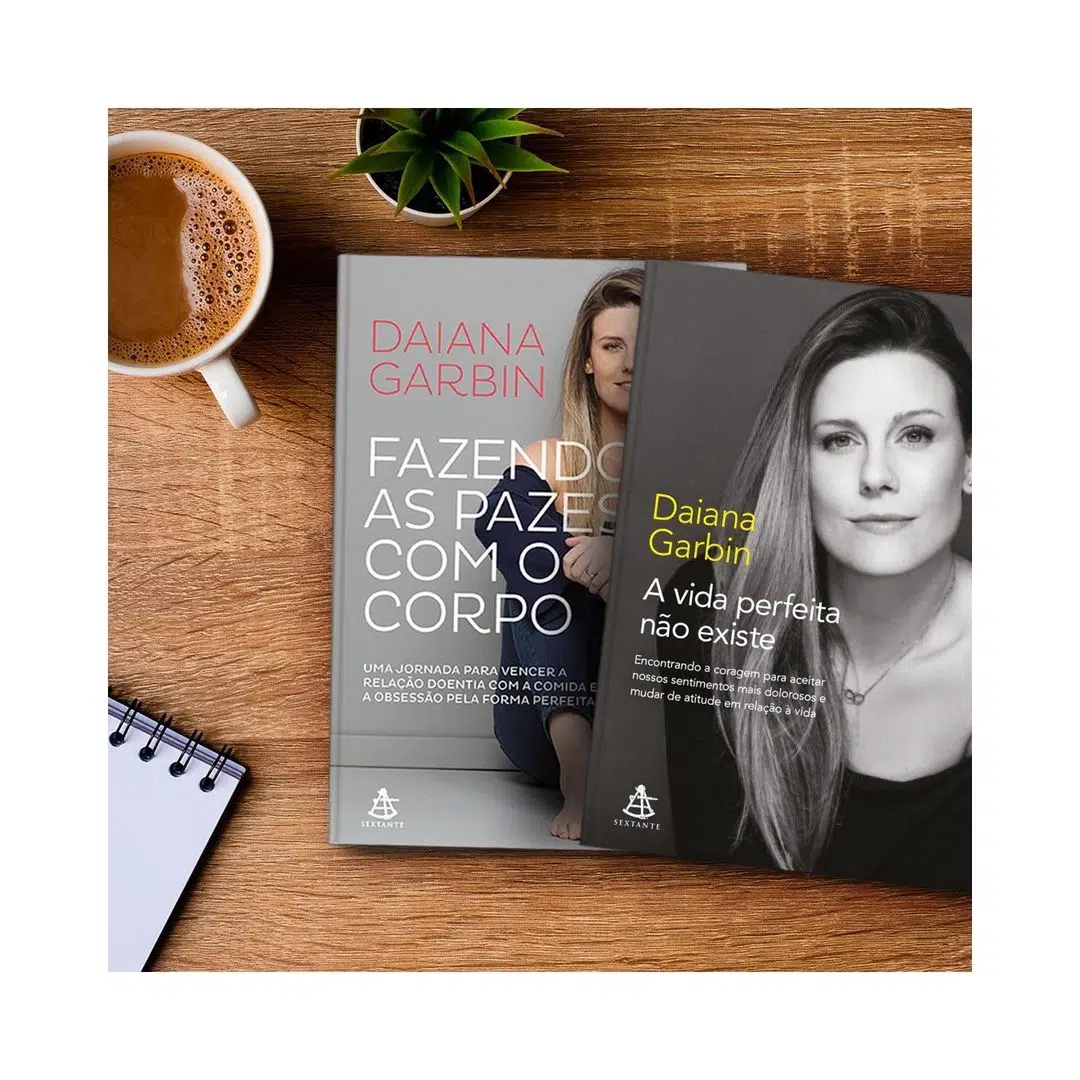 DAIANA
GARBIN
FAZENDO
AS PAZES
COM O
CORPO
UMA JORNADA PARA VENCER A
RELAÇÃO DOENTIA COM A COMIDA E
A OBSESSÃO PELA FORMA PERFEITA
SEXTANTE
Daiana
Garbin
A vida perfeita
não existe
Encontrando a coragem para aceitar
nossos sentimentos mais dolorosos e
mudar de atitude em relação à vida
SEXTANTE